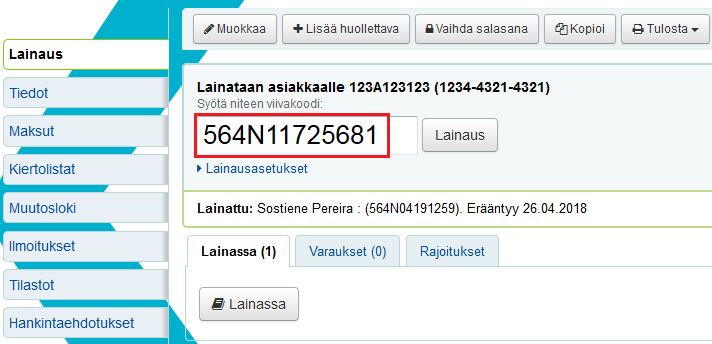 Muokkaa
Lisää huollettava
Vaihda salasana
Kopioi
Tulosta
Lainaus
Tiedot
Maksut
Kiertolistat
Muutosloki
Ilmoitukset
Tilastot
Hankintaehdotukset
Lainataan asiakkaalle 123A123123 (1234-4321-4321)
Syötä niteen viivakoodi:
564N11725681
Lainaus
Lainausasetukset
Lainattu: Sostiene Pereira : (564N04191259). Erääntyy 26.04.2018
Lainassa (1)
Varaukset (0)
Rajoitukset
Lainassa